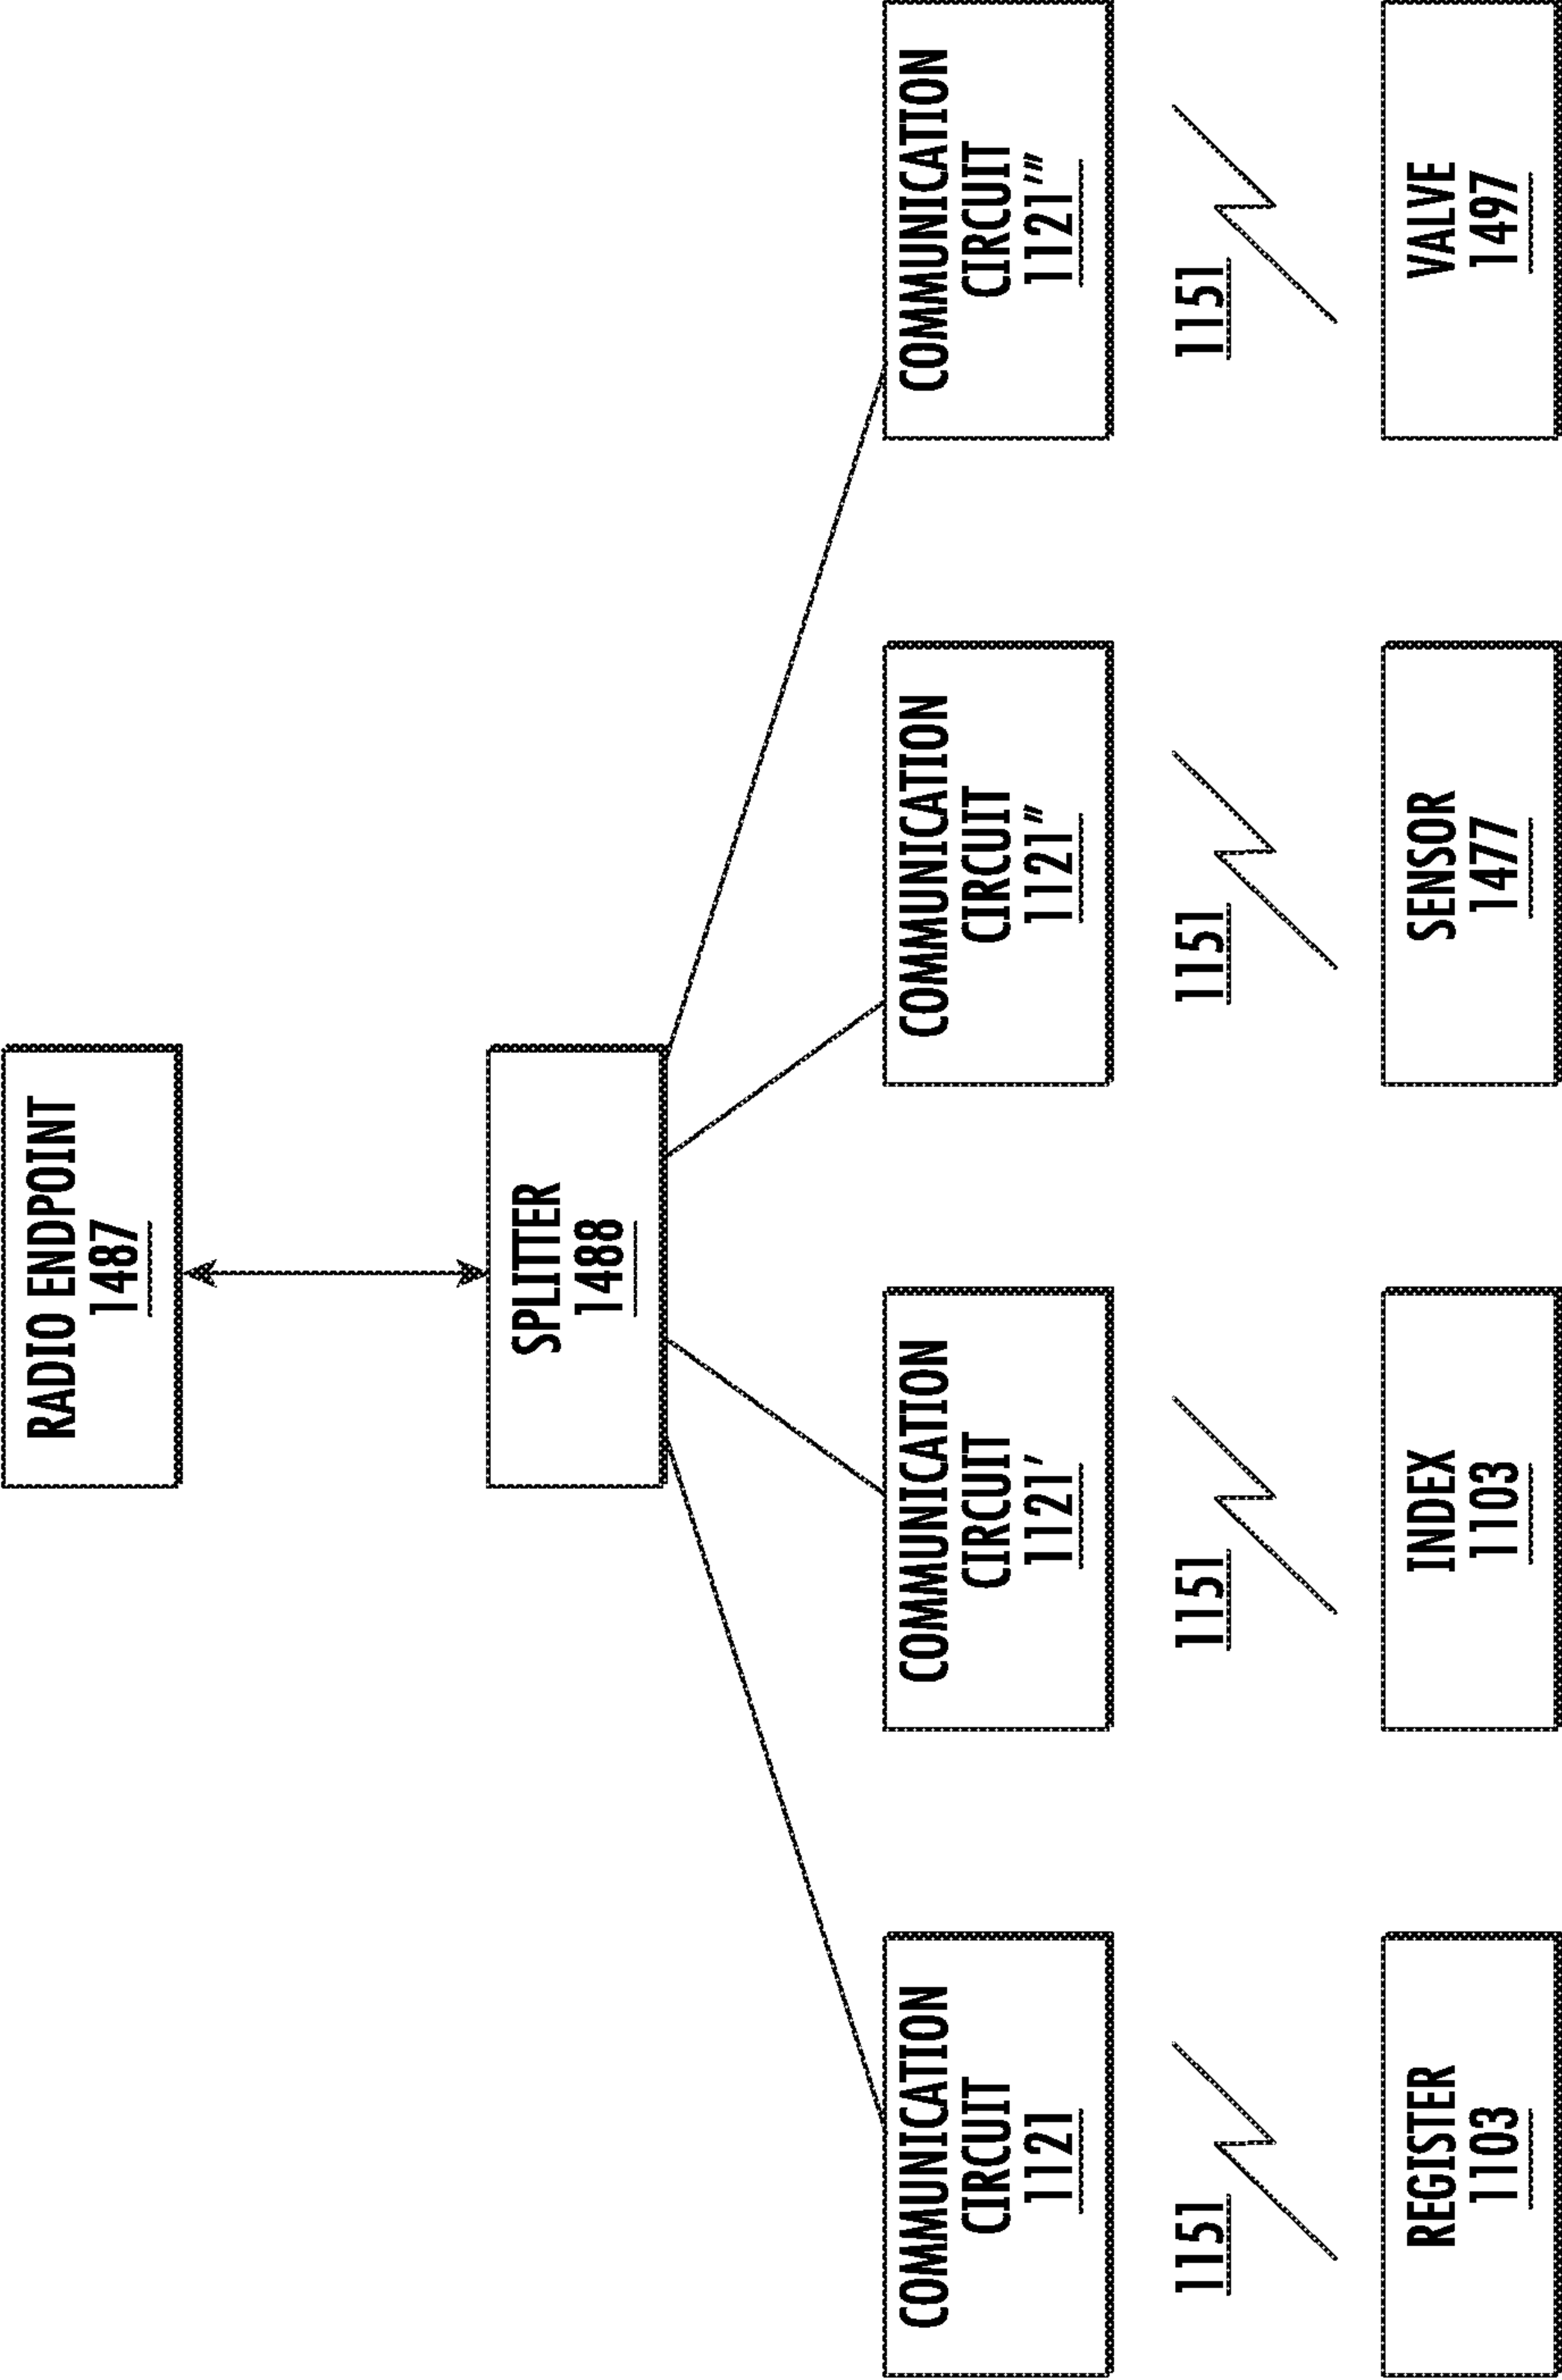 RADIO ENDPOINT
1487
SPLITTER
1488
COMMUNICATION
CIRCUIT
1121
COMMUNICATION
CIRCUIT
1121'
COMMUNICATION
CIRCUIT
1121''
COMMUNICATION
CIRCUIT
1121'''
1151
1151
1151
1151
REGISTER
1103
INDEX
1103
SENSOR
1477
VALVE
1497